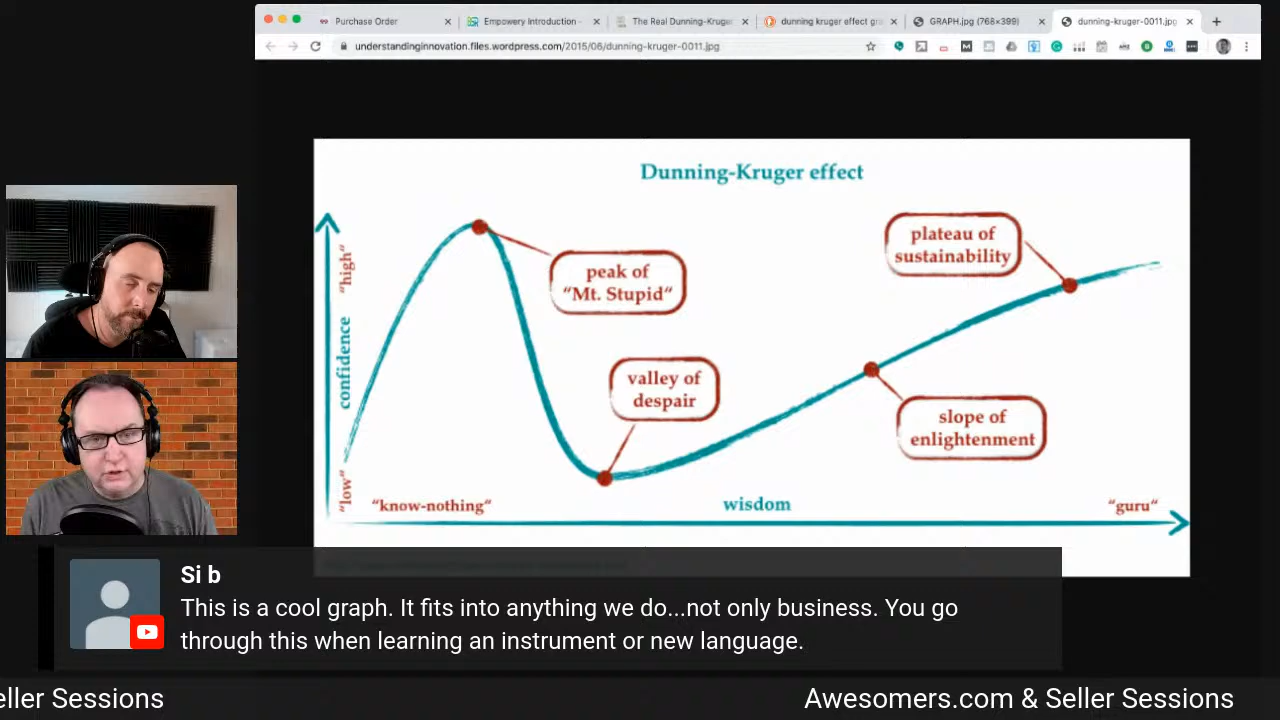 Purchase Order
Empowery Introduction -
The Real Dunning-Kruger
dunning kruger effect gra
GRAPH.jpg (768×399)
dunning-kruger-0011.jpg
understandinginnovation.files.wordpress.com/2015/06/dunning-kruger-0011.jpg
Dunning-Kruger effect
"high"
confidence
"low"
peak of
"Mt. Stupid"
plateau of
sustainability
valley of
despair
slope of
enlightenment
"know-nothing"
wisdom
"guru"
Si b
This is a cool graph. It fits into anything we do...not only business. You go
through this when learning an instrument or new language.
eller Sessions
Awesomers.com & Seller Sessions